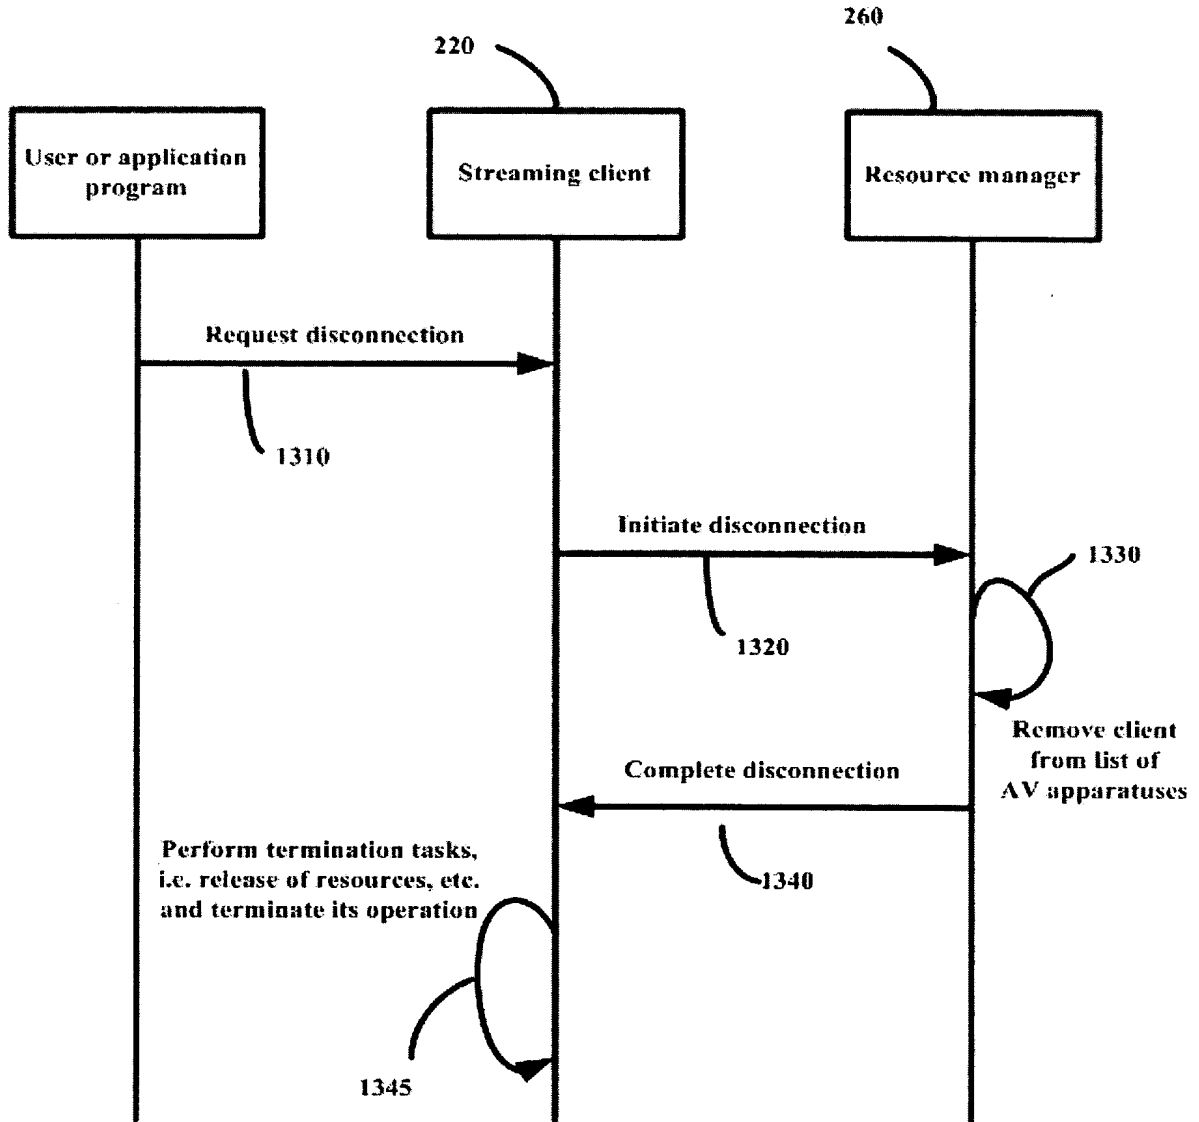 220
260
User or application
program
Streaming client
Resource manager
Request disconnection
1310
Initiate disconnection
1320
1330
Remove client
from list of
AV apparatuses
Complete disconnection
1340
Perform termination tasks,
i.e. release of resources, etc.
and terminate its operation
1345